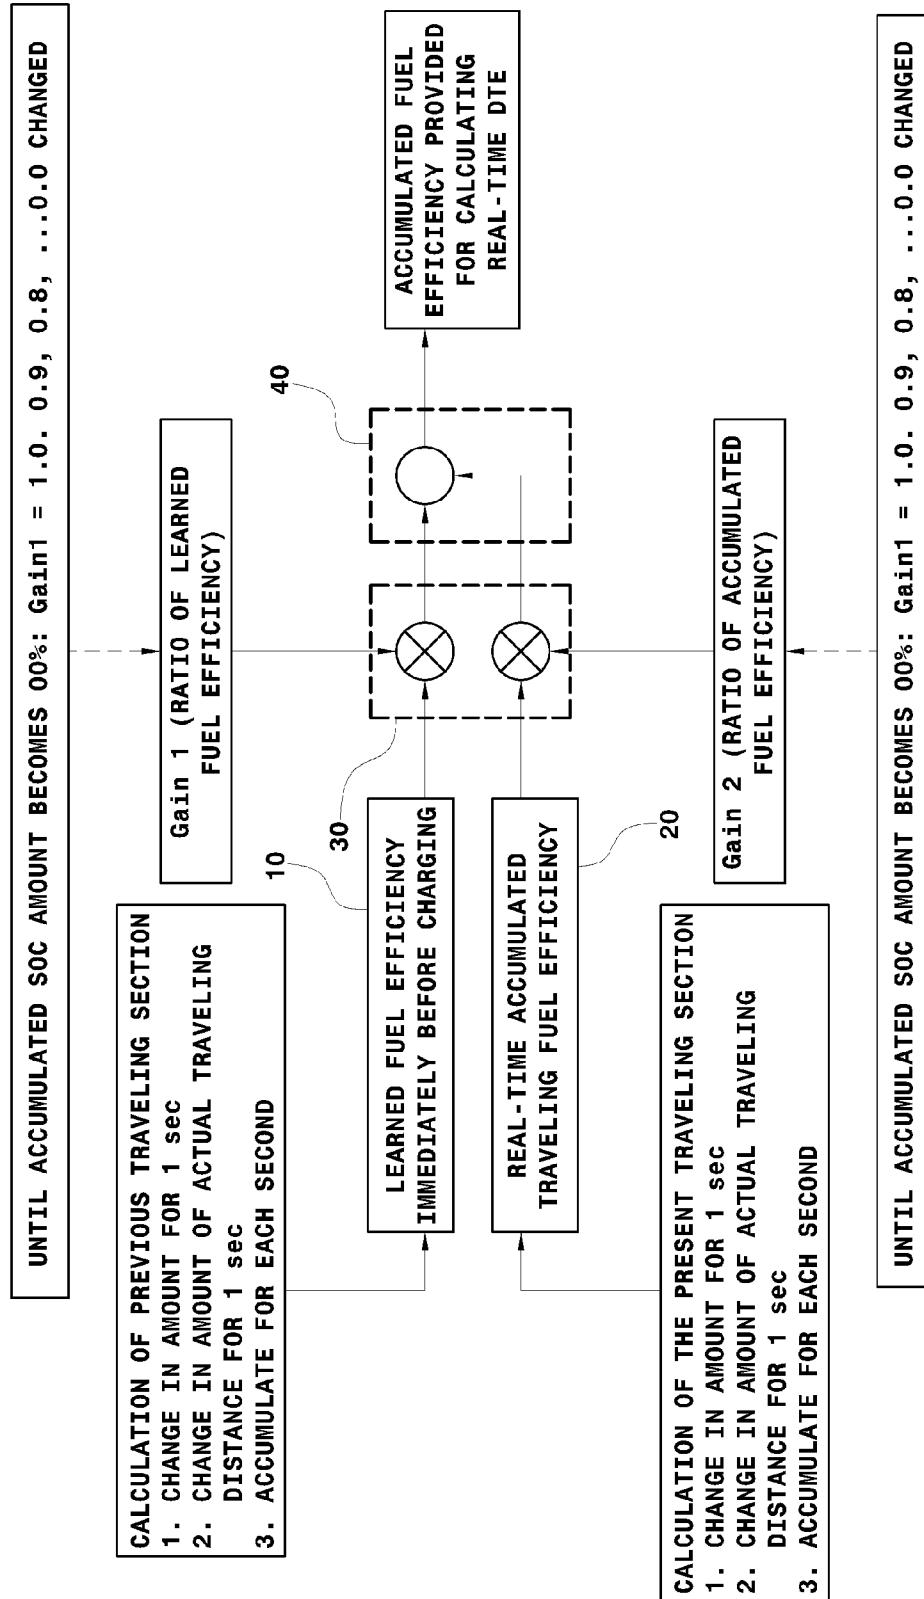 UNTIL ACCUMULATED SOC AMOUNT BECOMES 00%: Gain1 = 1.0. 0.9, 0.8, ...0.0 CHANGED
Gain 1 (RATIO OF LEARNED
FUEL EFFICIENCY)
CALCULATION OF PREVIOUS TRAVELING SECTION
1. CHANGE IN AMOUNT FOR 1 sec
2. CHANGE IN AMOUNT OF ACTUAL TRAVELING
DISTANCE FOR 1 sec
3. ACCUMULATE FOR EACH SECOND
10
30
40
LEARNED FUEL EFFICIENCY
IMMEDIATELY BEFORE CHARGING
ACCUMULATED FUEL
EFFICIENCY PROVIDED
FOR CALCULATING
REAL-TIME DTE
REAL-TIME ACCUMULATED
TRAVELING FUEL EFFICIENCY
20
CALCULATION OF THE PRESENT TRAVELING SECTION
1. CHANGE IN AMOUNT FOR 1 sec
2. CHANGE IN AMOUNT OF ACTUAL TRAVELING
DISTANCE FOR 1 sec
3. ACCUMULATE FOR EACH SECOND
Gain 2 (RATIO OF ACCUMULATED
FUEL EFFICIENCY)
UNTIL ACCUMULATED SOC AMOUNT BECOMES 00%: Gain1 = 1.0. 0.9, 0.8, ...0.0 CHANGED